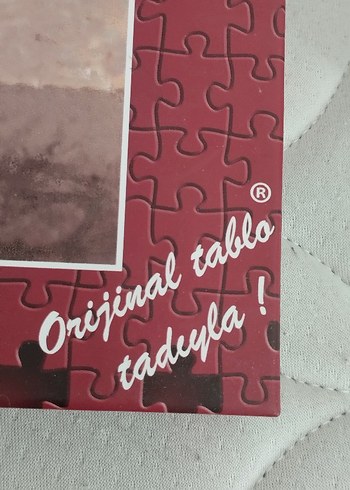 ®
Orijinal tablo
tadıyla !